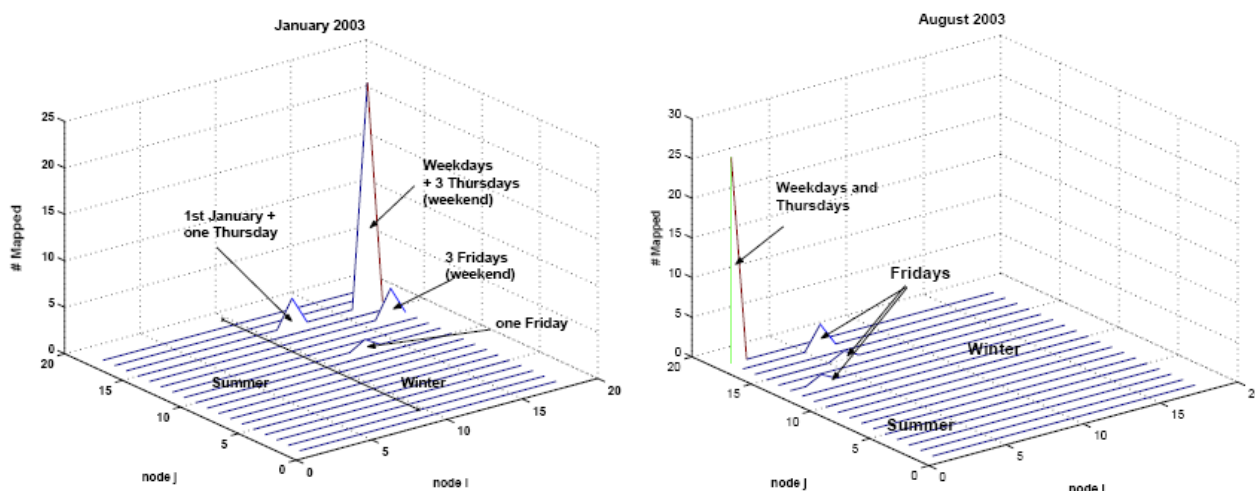 January 2003
25
20
15
10
5
0
# Mapped
20
15
10
5
0
node j
0
5
10
15
20
Weekdays
+ 3 Thursdays
(weekend)
1st January +
one Thursday
3 Fridays
(weekend)
one Friday
Summer
Winter
August 2003
30
25
20
15
10
5
0
# Mapped
20
15
10
5
0
node j
0
5
10
15
2
Weekdays and
Thursdays
Fridays
Winter
Summer